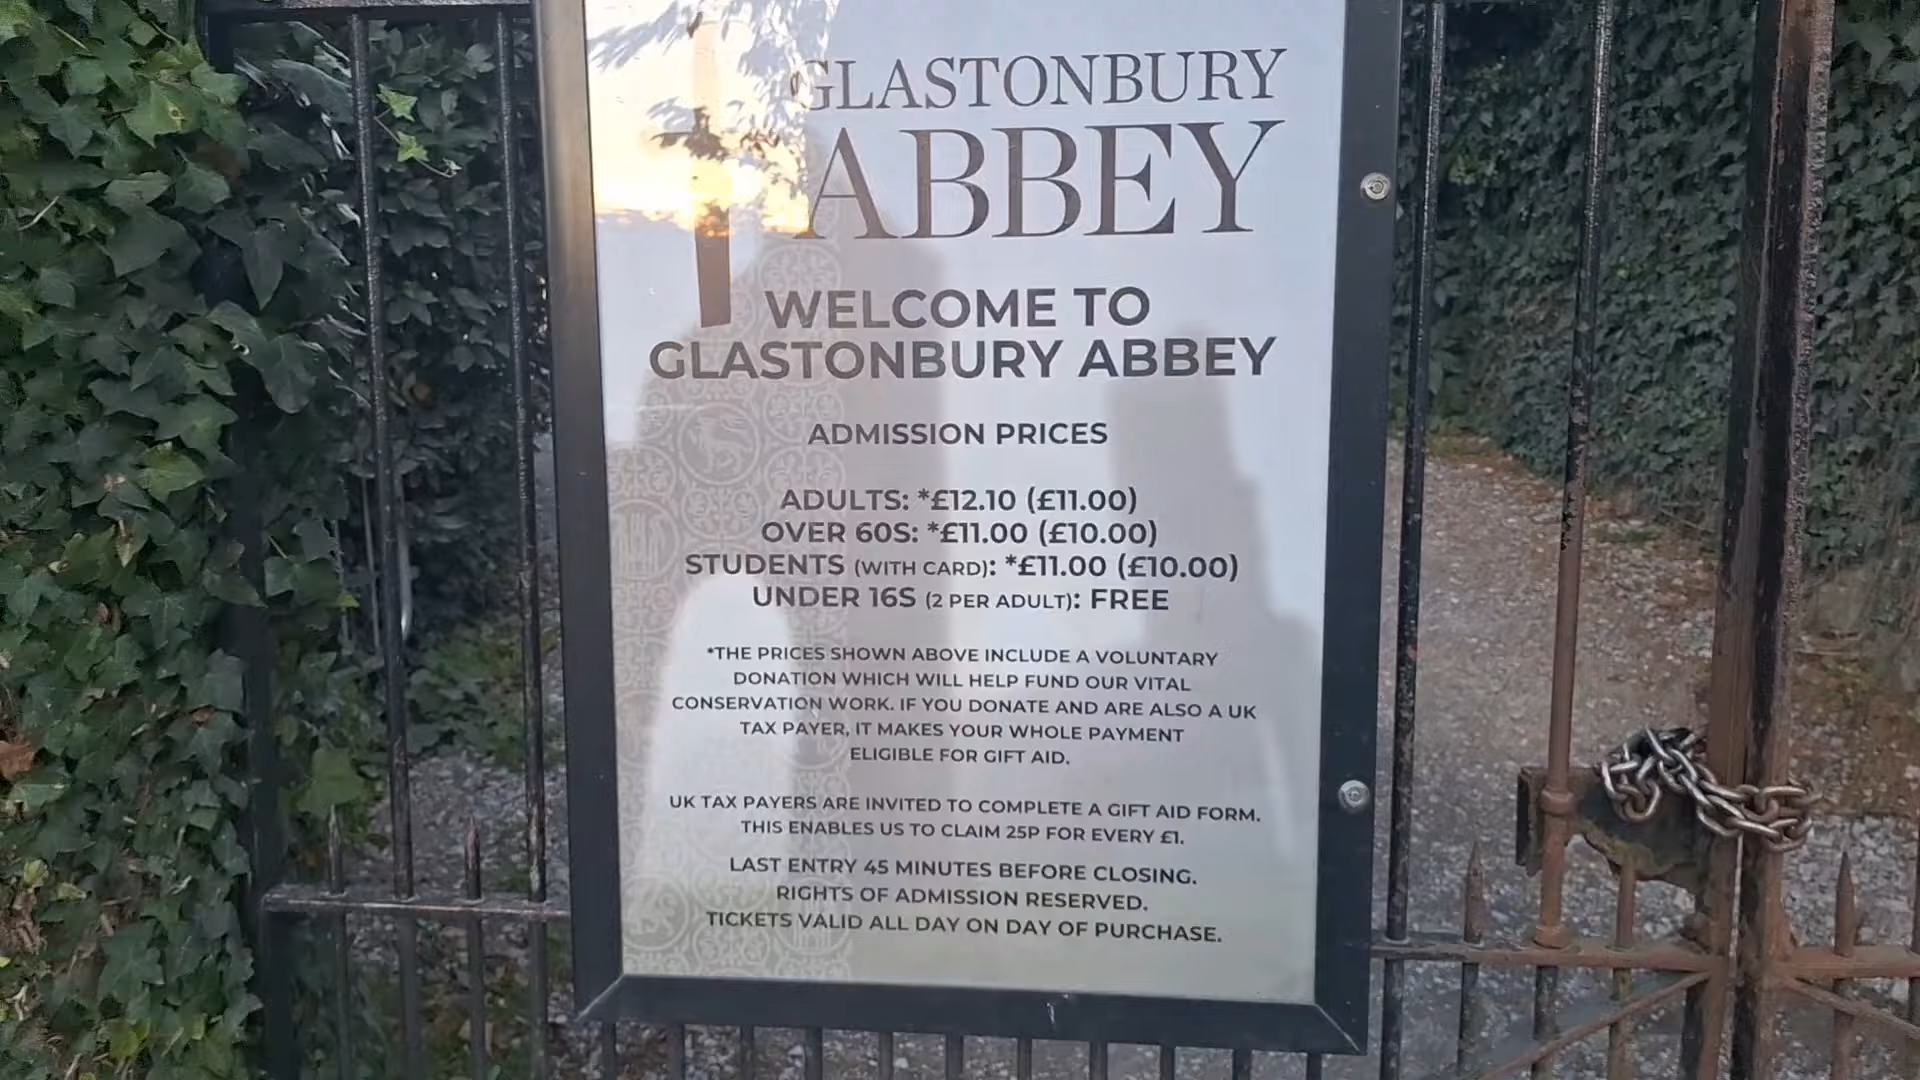 GLASTONBURY
ABBEY
WELCOME TO
GLASTONBURY ABBEY
ADMISSION PRICES
ADULTS: *£12.10 (£11.00)
OVER 60S: *£11.00 (£10.00)
STUDENTS (WITH CARD): *£11.00 (£10.00)
UNDER 16S (2 PER ADULT): FREE
*THE PRICES SHOWN ABOVE INCLUDE A VOLUNTARY
DONATION WHICH WILL HELP FUND OUR VITAL
CONSERVATION WORK. IF YOU DONATE AND ARE ALSO A UK
TAX PAYER, IT MAKES YOUR WHOLE PAYMENT
ELIGIBLE FOR GIFT AID.
UK TAX PAYERS ARE INVITED TO COMPLETE A GIFT AID FORM.
THIS ENABLES US TO CLAIM 25P FOR EVERY £1.
LAST ENTRY 45 MINUTES BEFORE CLOSING.
RIGHTS OF ADMISSION RESERVED.
TICKETS VALID ALL DAY ON DAY OF PURCHASE.